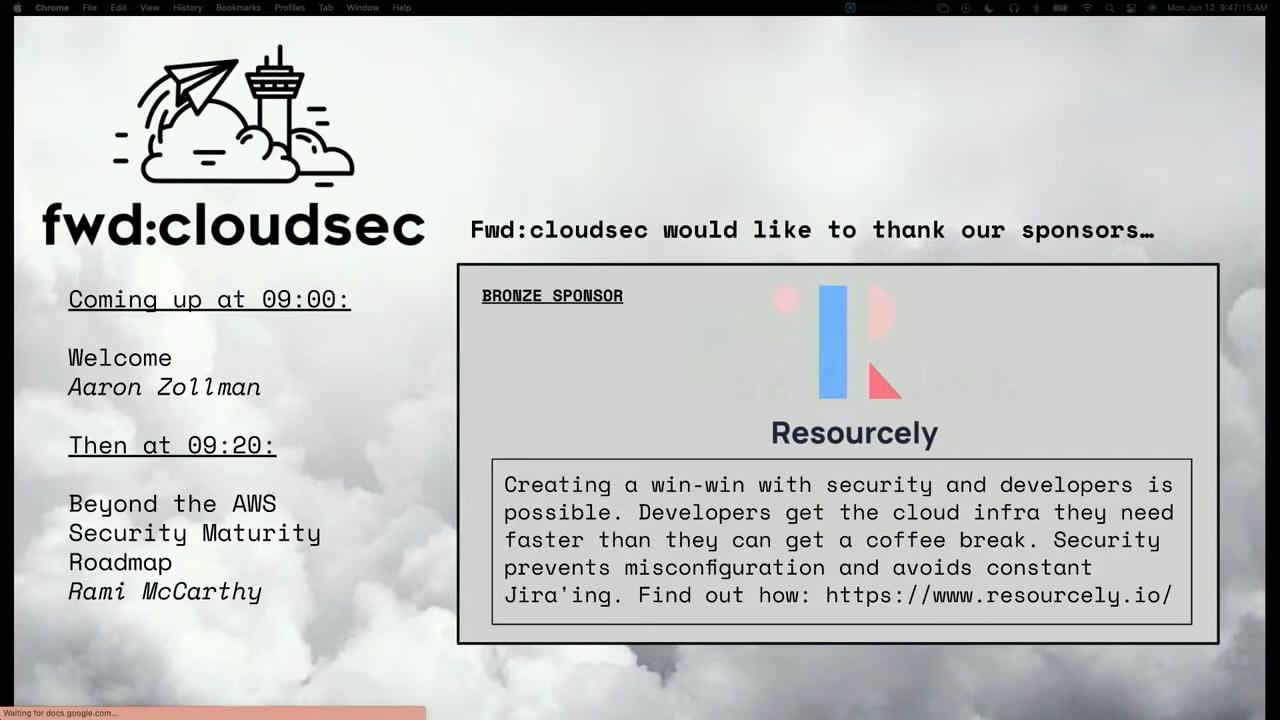 Chrome File Edit View History Bookmarks Profiles Tab Window Help
Mon Jun 12 9:47:15 AM
fwd:cloudsec
Coming up at 09:00:
Welcome
Aaron Zollman
Then at 09:20:
Beyond the AWS
Security Maturity
Roadmap
Rami McCarthy
Fwd:cloudsec would like to thank our sponsors…
BRONZE SPONSOR
Resourcely
Creating a win-win with security and developers is
possible. Developers get the cloud infra they need
faster than they can get a coffee break. Security
prevents misconfiguration and avoids constant
Jira'ing. Find out how: https://www.resourcely.io/
Waiting for docs.google.com...